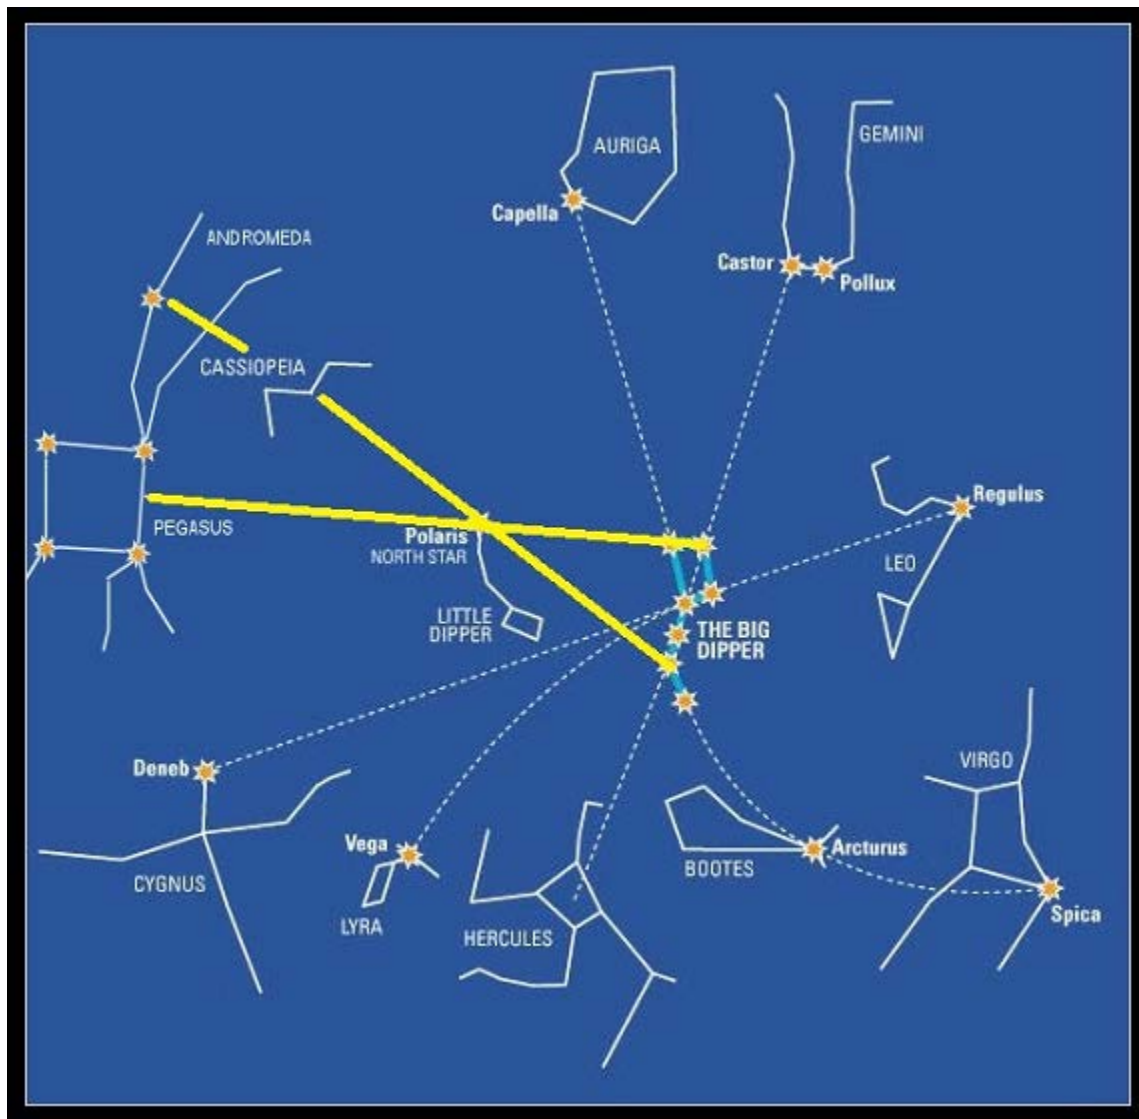 AURIGA
GEMINI
Capella
ANDROMEDA
Castor
Pollux
CASSIOPEIA
Regulus
PEGASUS
Polaris
NORTH STAR
LEO
LITTLE
DIPPER
THE BIG
DIPPER
Deneb
VIRGO
Vega
Arcturus
BOOTES
CYGNUS
Spica
LYRA
HERCULES